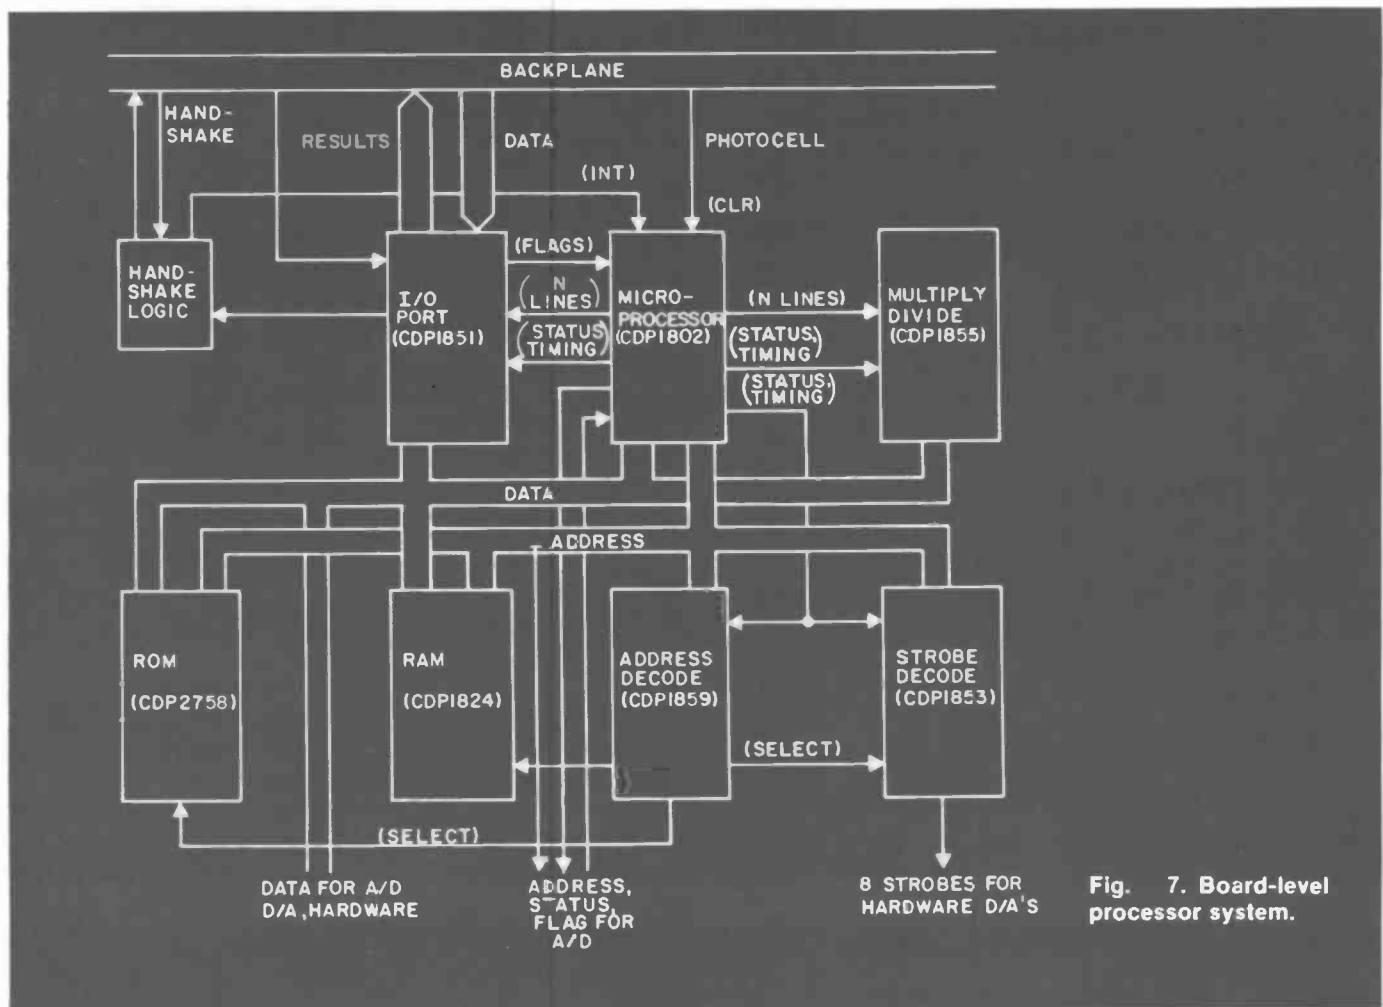 BACKPLANE
HAND-
SHAKE
RESULTS
DATA
PHOTOCELL
(INT)
(CLR)
HAND-
SHAKE
LOGIC
I/O
PORT
(CDP1851)
(FLAGS)
(N
LINES)
(STATUS,
TIMING)
MICRO-
PROCESSOR
(CDP1802)
(N LINES)
(STATUS,
TIMING)
(STATUS,
TIMING)
MULTIPLY
DIVIDE
(CDP1855)
DATA
ADDRESS
ROM
(CDP2758)
RAM
(CDP1824)
ADDRESS
DECODE
(CDP1859)
STROBE
DECODE
(CDP1853)
(SELECT)
(SELECT)
DATA FOR A/D
D/A, HARDWARE
ADDRESS,
STATUS,
FLAG FOR
A/D
8 STROBES FOR
HARDWARE D/A'S
Fig. 7. Board-level
processor system.